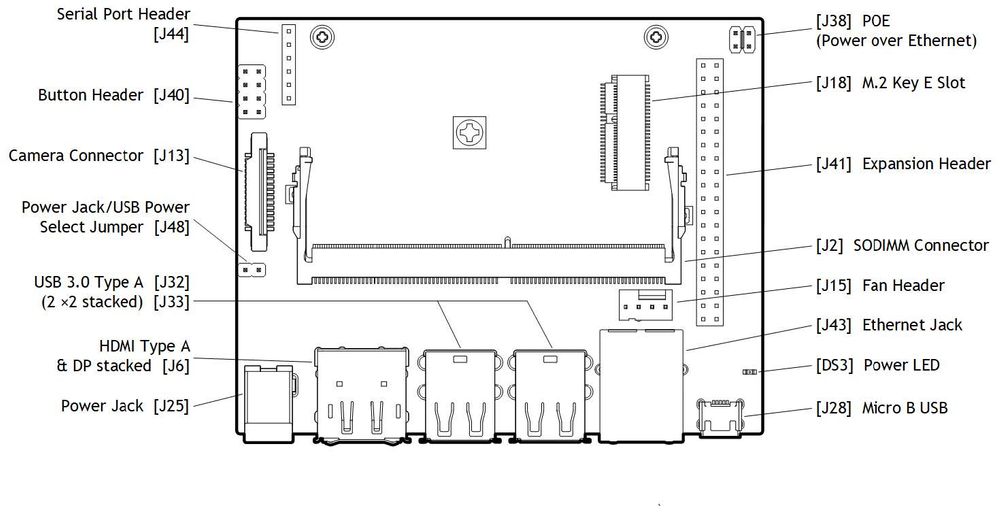 Serial Port Header
[J44]
Button Header [J40]
Camera Connector [J13]
Power Jack/USB Power
Select Jumper [J48]
USB 3.0 Type A [J32]
(2 ×2 stacked) [J33]
HDMI Type A
& DP stacked [J6]
Power Jack [J25]
[J38] POE
(Power over Ethernet)
[J18] M.2 Key E Slot
[J41] Expansion Header
[J2] SODIMM Connector
[J15] Fan Header
[J43] Ethernet Jack
[DS3] Power LED
[J28] Micro B USB